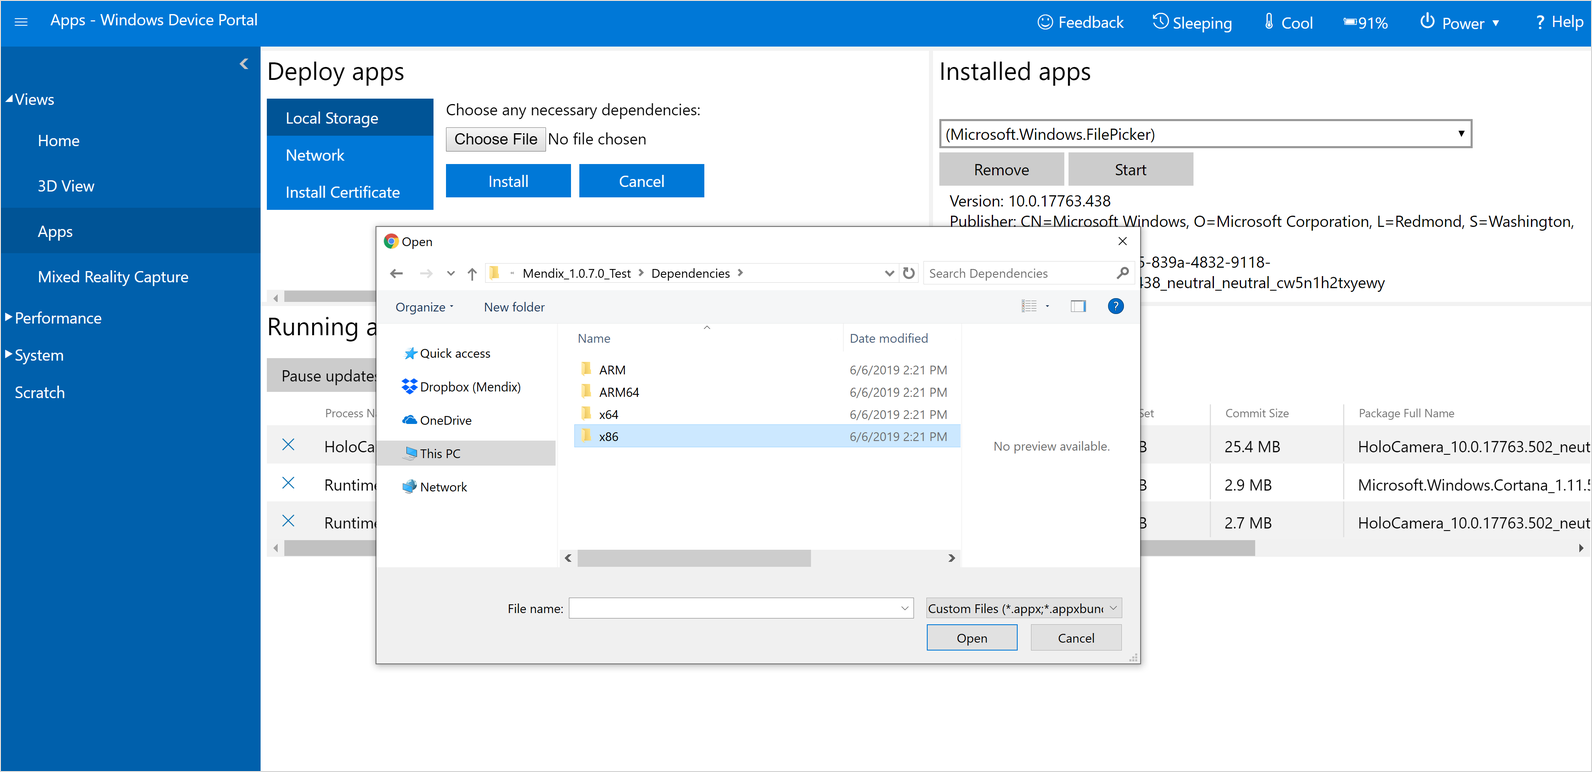 Apps - Windows Device Portal
Feedback
Sleeping
Cool
91%
Power
? Help
Views
Home
3D View
Apps
Mixed Reality Capture
Performance
System
Scratch
Deploy apps
Local Storage
Network
Install Certificate
Choose any necessary dependencies:
Choose File No file chosen
Install
Cancel
Installed apps
(Microsoft.Windows.FilePicker)
Remove
Start
Version: 10.0.17763.438
Publisher: CN=Microsoft Windows, O=Microsoft Corporation, L=Redmond, S=Washington,
5-839a-4832-9118-
438_neutral_neutral_cw5n1h2txyewy
Running a
Pause updates
Process N
Set
Commit Size
Package Full Name
HoloCa
B
25.4 MB
HoloCamera_10.0.17763.502_neut
Runtime
B
2.9 MB
Microsoft.Windows.Cortana_1.11.5
Runtime
B
2.7 MB
HoloCamera_10.0.17763.502_neut
Open
Mendix_1.0.7.0_Test
Dependencies
Search Dependencies
Organize
New folder
?
Quick access
Dropbox (Mendix)
OneDrive
This PC
Network
Name
Date modified
ARM 6/6/2019 2:21 PM
ARM64 6/6/2019 2:21 PM
x64 6/6/2019 2:21 PM
x86 6/6/2019 2:21 PM
No preview available.
File name:
Custom Files (*.appx;*.appxbund
Open
Cancel